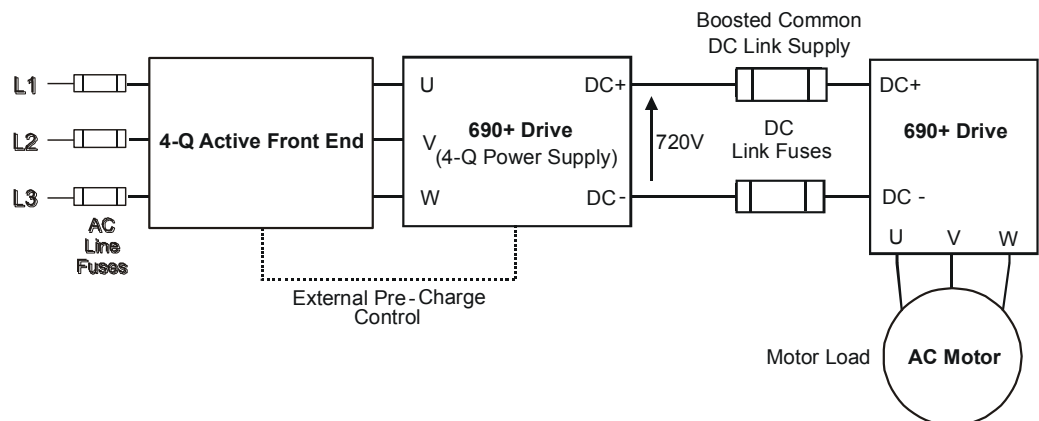 Boosted Common
DC Link Supply
L1
L2
L3
AC
Line
Fuses
4-Q Active Front End
U
V
W
690+ Drive
(4-Q Power Supply)
DC+
DC-
720V
DC
Link Fuses
DC+
690+ Drive
DC -
U V W
External Pre-Charge
Control
Motor Load
AC Motor